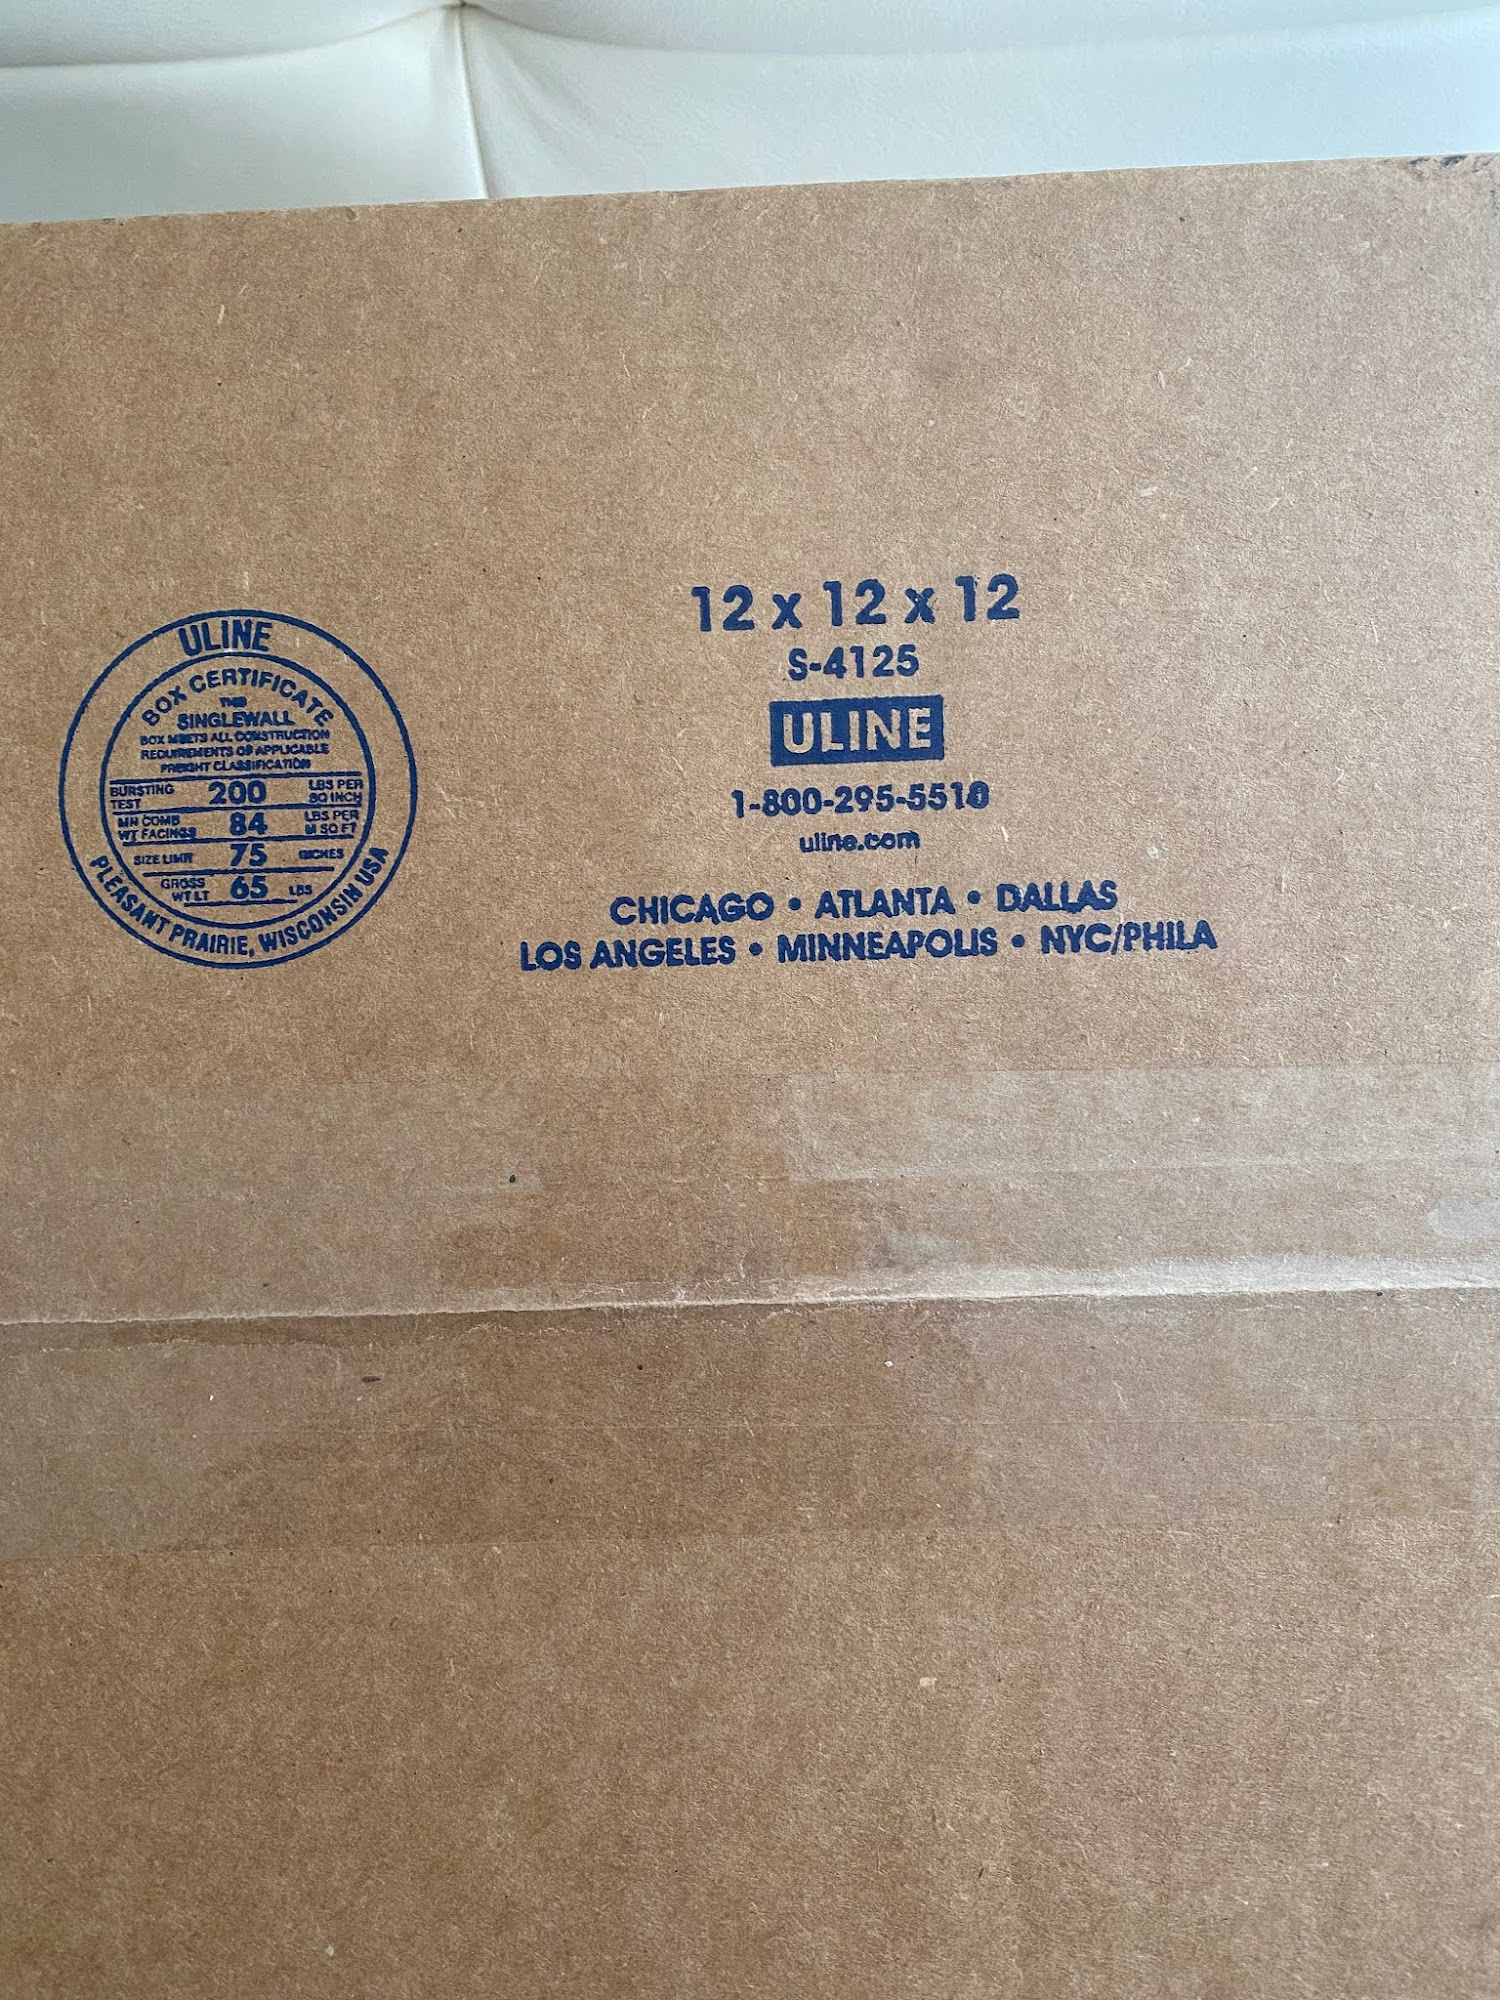 ULINE
BOX CERTIFICATE
THIS
SINGLEWALL
BOX MEETS ALL CONSTRUCTION
REQUIREMENTS OF APPLICABLE
FREIGHT CLASSIFICATION
BURSTING TEST 200 LBS PER SQ INCH
MN COMB WT FACINGS 84 LBS PER M SQ FT
SIZE LIMIT 75 INCHES
GROSS WT LT 65 LBS
PLEASANT PRAIRIE, WISCONSIN USA
12 x 12 x 12
S-4125
ULINE
1-800-295-5510
uline.com
CHICAGO • ATLANTA • DALLAS
LOS ANGELES • MINNEAPOLIS • NYC/PHILA